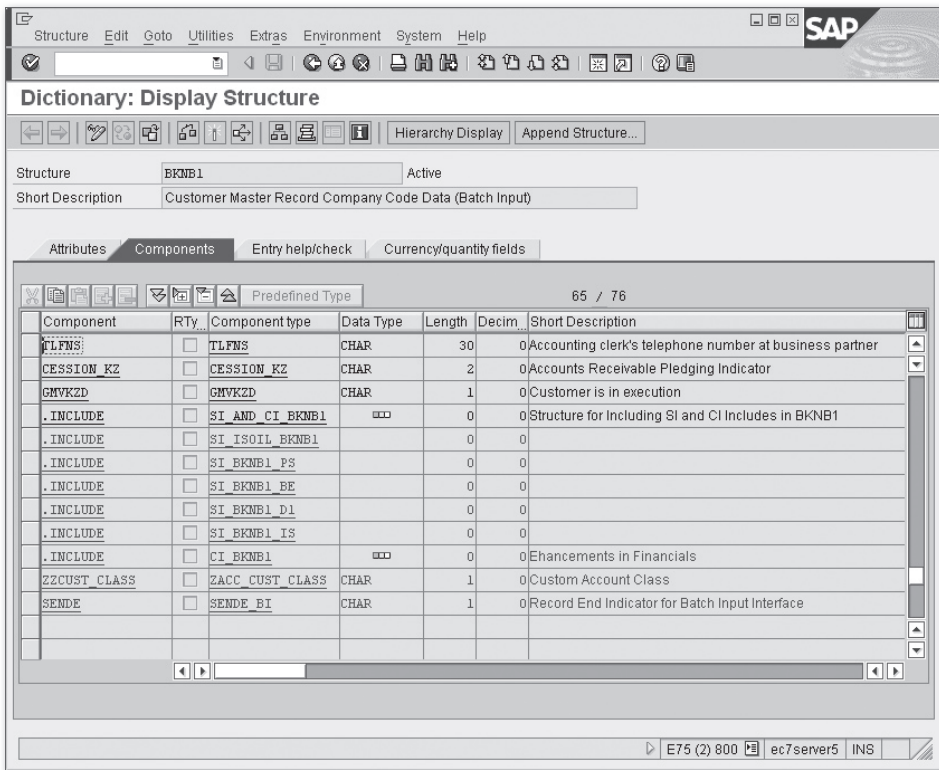 Structure Edit Goto Utilities Extras Environment System Help
SAP
Dictionary: Display Structure
Hierarchy Display Append Structure...
Structure BKNB1 Active
Short Description Customer Master Record Company Code Data (Batch Input)
Attributes Components Entry help/check Currency/quantity fields
Predefined Type 65 / 76
Component RTy... Component type Data Type Length Decim... Short Description
TLFNS TLFNS CHAR 30 0 Accounting clerk's telephone number at business partner
CESSION_KZ CESSION_KZ CHAR 2 0 Accounts Receivable Pledging Indicator
GMVKZD GMVKZD CHAR 1 0 Customer is in execution
.INCLUDE SI_AND_CI_BKNB1 0 0 Structure for Including SI and CI Includes in BKNB1
.INCLUDE SI_ISOIL_BKNB1 0 0
.INCLUDE SI_BKNB1_PS 0 0
.INCLUDE SI_BKNB1_BE 0 0
.INCLUDE SI_BKNB1_D1 0 0
.INCLUDE SI_BKNB1_IS 0 0
.INCLUDE CI_BKNB1 0 0 Ehancements in Financials
ZZCUST_CLASS ZACC_CUST_CLASS CHAR 1 0 Custom Account Class
SENDE SENDE_BI CHAR 1 0 Record End Indicator for Batch Input Interface
E75 (2) 800 ec7server5 INS